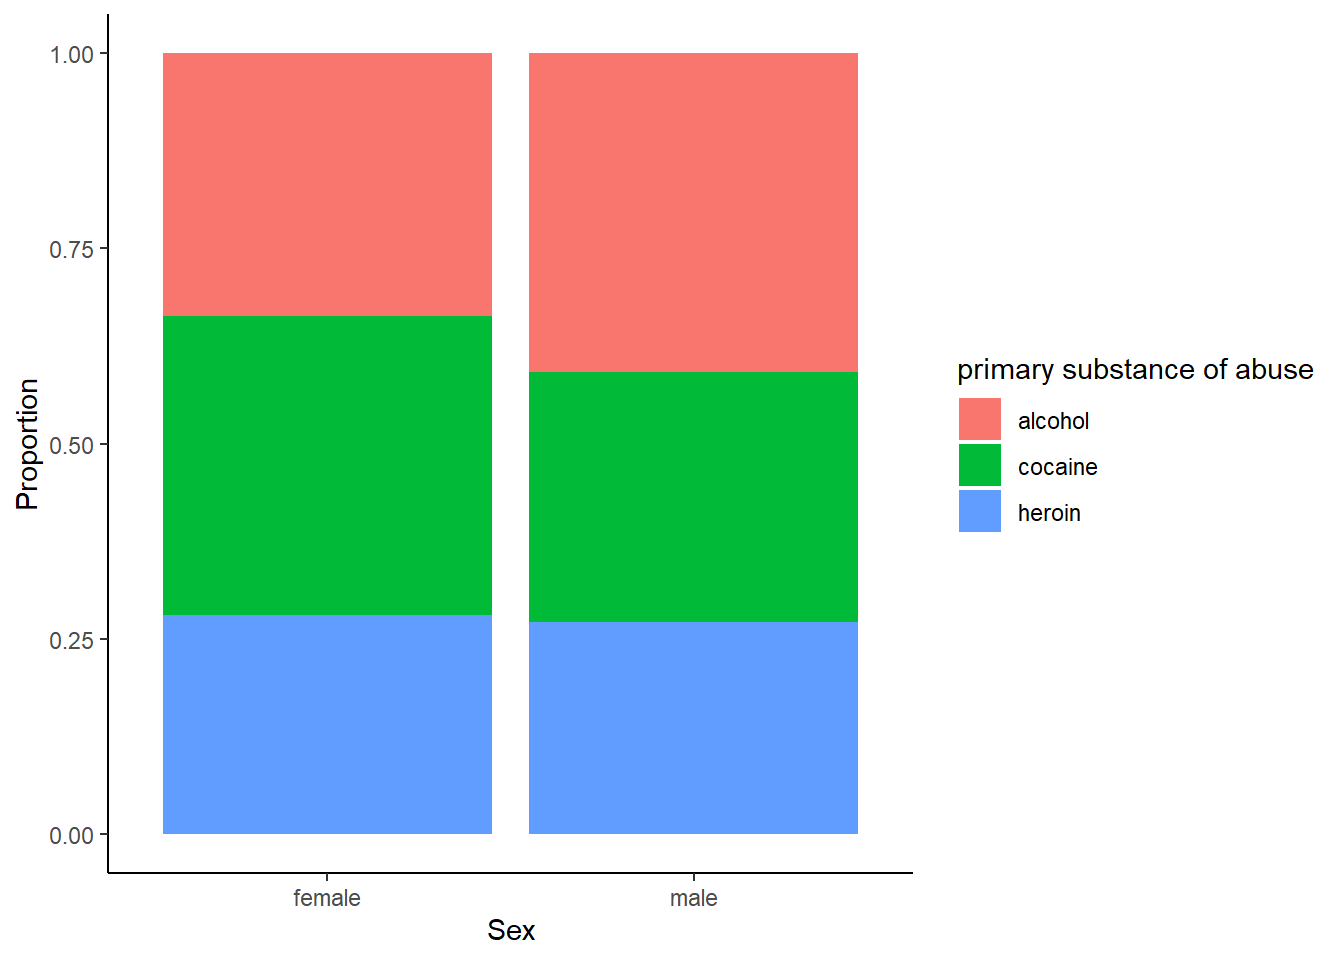 1.00
0.75
0.50
0.25
0.00
Proportion
female
male
Sex
primary substance of abuse
alcohol
cocaine
heroin